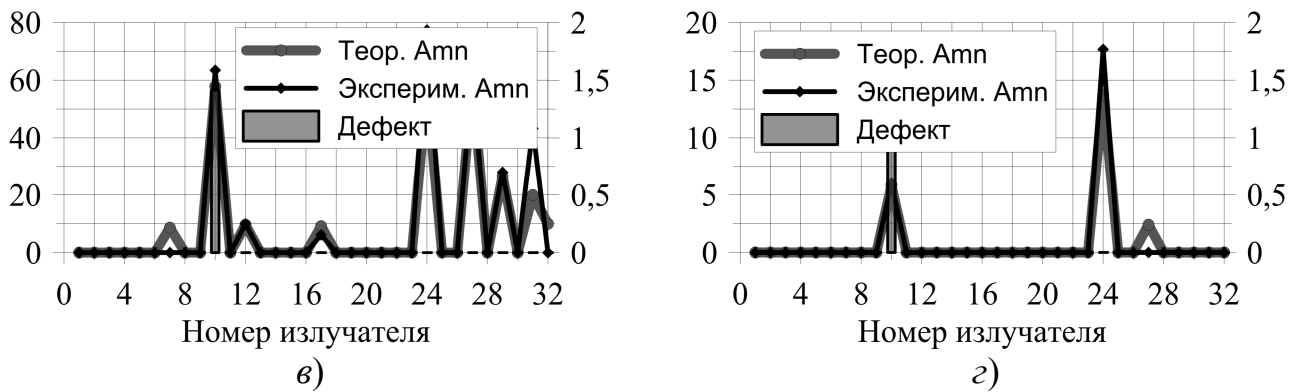 80
60
40
20
0
2
1,5
1
0,5
0
Теор. Amn
Эксперим. Amn
Дефект
0 4 8 12 16 20 24 28 32
Номер излучателя
в)
20
15
10
5
0
2
1,5
1
0,5
0
Теор. Amn
Эксперим. Amn
Дефект
0 4 8 12 16 20 24 28 32
Номер излучателя
г)